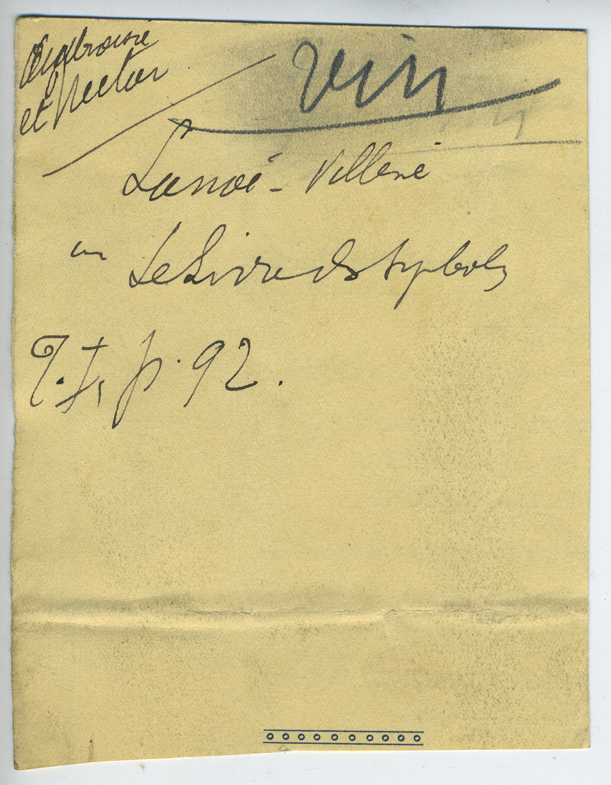 Ambroisie
et Nectar
Vin
Lanoë-Villène
in Le Livre des Symboles
T. I, p. 92.